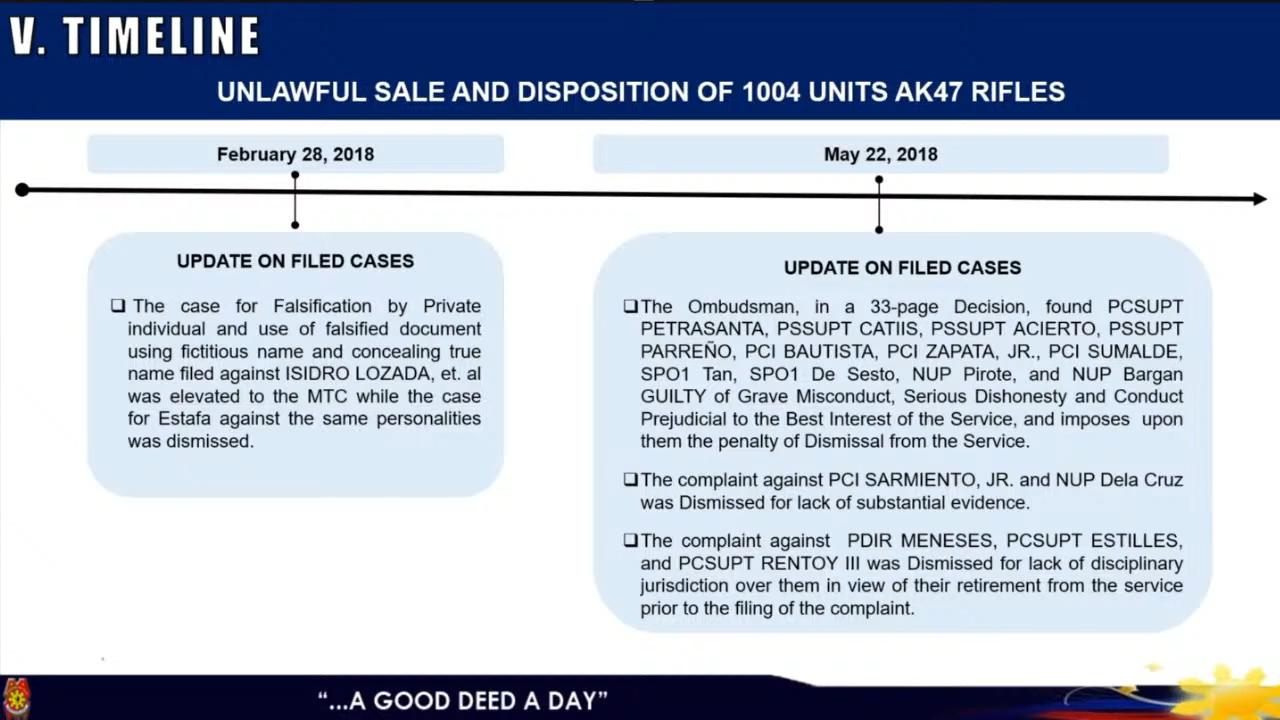 V. TIMELINE
UNLAWFUL SALE AND DISPOSITION OF 1004 UNITS AK47 RIFLES
February 28, 2018
UPDATE ON FILED CASES
❑ The case for Falsification by Private
individual and use of falsified document
using fictitious name and concealing true
name filed against ISIDRO LOZADA, et. al
was elevated to the MTC while the case
for Estafa against the same personalities
was dismissed.
May 22, 2018
UPDATE ON FILED CASES
❑The Ombudsman, in a 33-page Decision, found PCSUPT
PETRASANTA, PSSUPT CATIIS, PSSUPT ACIERTO, PSSUPT
PARREÑO, PCI BAUTISTA, PCI ZAPATA, JR., PCI SUMALDE,
SPO1 Tan, SPO1 De Sesto, NUP Pirote, and NUP Bargan
GUILTY of Grave Misconduct, Serious Dishonesty and Conduct
Prejudicial to the Best Interest of the Service, and imposes upon
them the penalty of Dismissal from the Service.
❑The complaint against PCI SARMIENTO, JR. and NUP Dela Cruz
was Dismissed for lack of substantial evidence.
❑The complaint against PDIR MENESES, PCSUPT ESTILLES,
and PCSUPT RENTOY III was Dismissed for lack of disciplinary
jurisdiction over them in view of their retirement from the service
prior to the filing of the complaint.
“...A GOOD DEED A DAY”